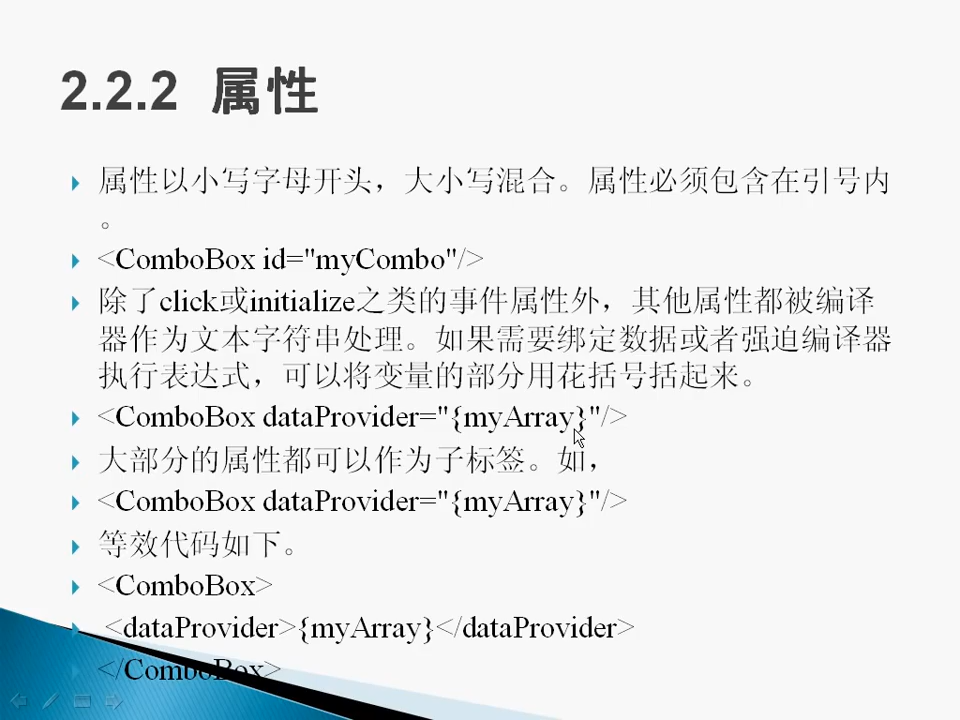 2.2.2 属性
属性以小写字母开头，大小写混合。属性必须包含在引号内
。
<ComboBox id="myCombo"/>
除了click或initialize之类的事件属性外，其他属性都被编译
器作为文本字符串处理。如果需要绑定数据或者强迫编译器
执行表达式，可以将变量的部分用花括号括起来。
<ComboBox dataProvider="{myArray}"/>
大部分的属性都可以作为子标签。如，
<ComboBox dataProvider="{myArray}"/>
等效代码如下。
<ComboBox>
<dataProvider>{myArray}</dataProvider>
</ComboBox>